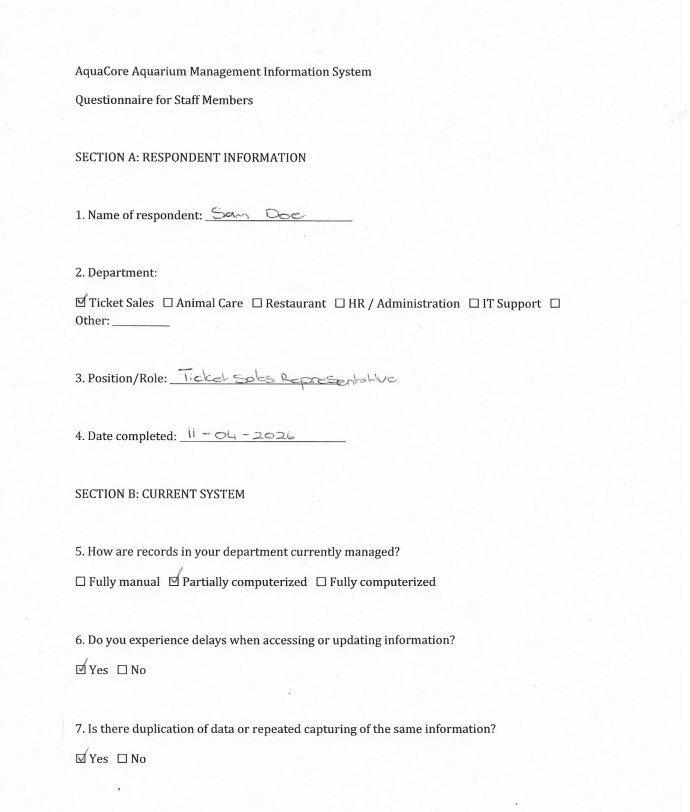 AquaCore Aquarium Management Information System
Questionnaire for Staff Members
SECTION A: RESPONDENT INFORMATION
1. Name of respondent: Sam Doe
2. Department:
☑ Ticket Sales ☐ Animal Care ☐ Restaurant ☐ HR / Administration ☐ IT Support ☐
Other: __________
3. Position/Role: Ticket Sales Representative
4. Date completed: 11-04-2026
SECTION B: CURRENT SYSTEM
5. How are records in your department currently managed?
☐ Fully manual ☑ Partially computerized ☐ Fully computerized
6. Do you experience delays when accessing or updating information?
☑ Yes ☐ No
7. Is there duplication of data or repeated capturing of the same information?
☑ Yes ☐ No